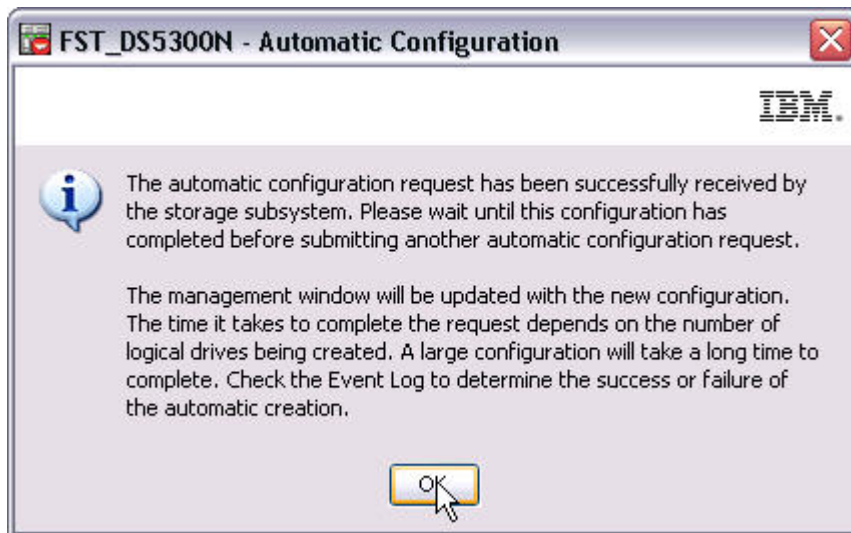 FST_DS5300N - Automatic Configuration
IBM.
The automatic configuration request has been successfully received by
the storage subsystem. Please wait until this configuration has
completed before submitting another automatic configuration request.
The management window will be updated with the new configuration.
The time it takes to complete the request depends on the number of
logical drives being created. A large configuration will take a long time to
complete. Check the Event Log to determine the success or failure of
the automatic creation.
OK